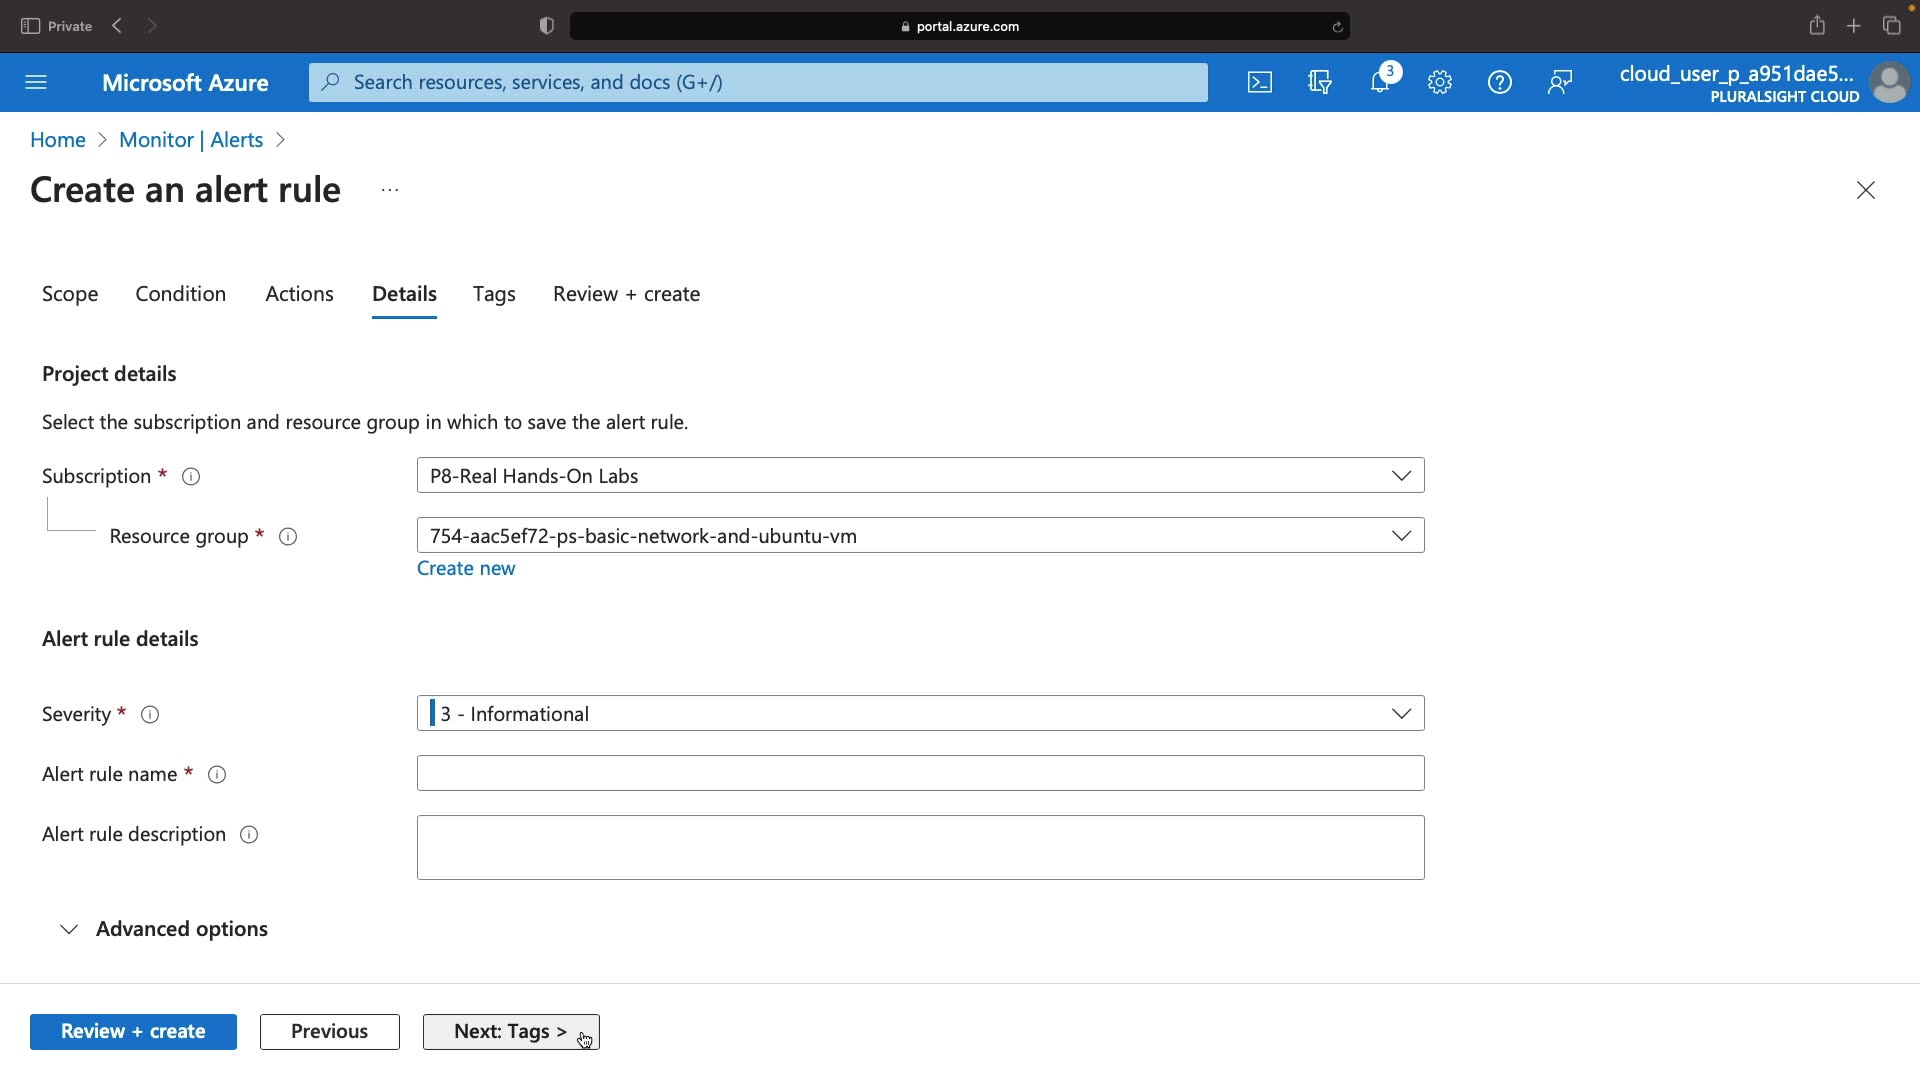 Private
portal.azure.com
Microsoft Azure
Search resources, services, and docs (G+/)
3
cloud_user_p_a951dae5...
PLURALSIGHT CLOUD
Home > Monitor | Alerts >
Create an alert rule ...
Scope Condition Actions Details Tags Review + create
Project details
Select the subscription and resource group in which to save the alert rule.
Subscription *
P8-Real Hands-On Labs
Resource group *
754-aac5ef72-ps-basic-network-and-ubuntu-vm
Create new
Alert rule details
Severity *
3 - Informational
Alert rule name *
Alert rule description
Advanced options
Review + create
Previous
Next: Tags >